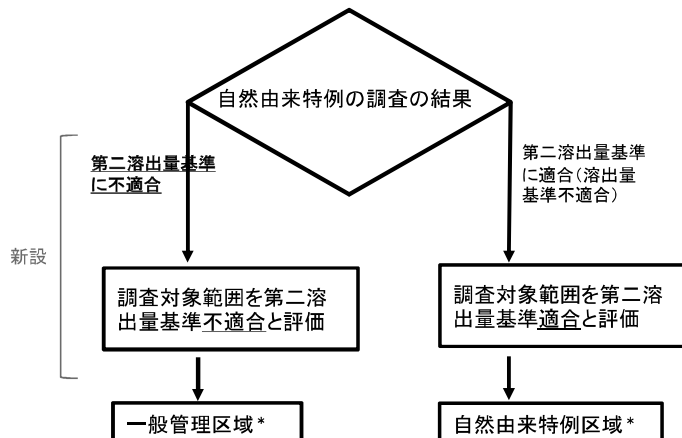 自然由来特例の調査の結果
第二溶出量基準
に不適合
第二溶出量基準
に適合（溶出量
基準不適合）
新設
調査対象範囲を第二溶
出量基準不適合と評価
調査対象範囲を第二溶
出量基準適合と評価
一般管理区域*
自然由来特例区域*